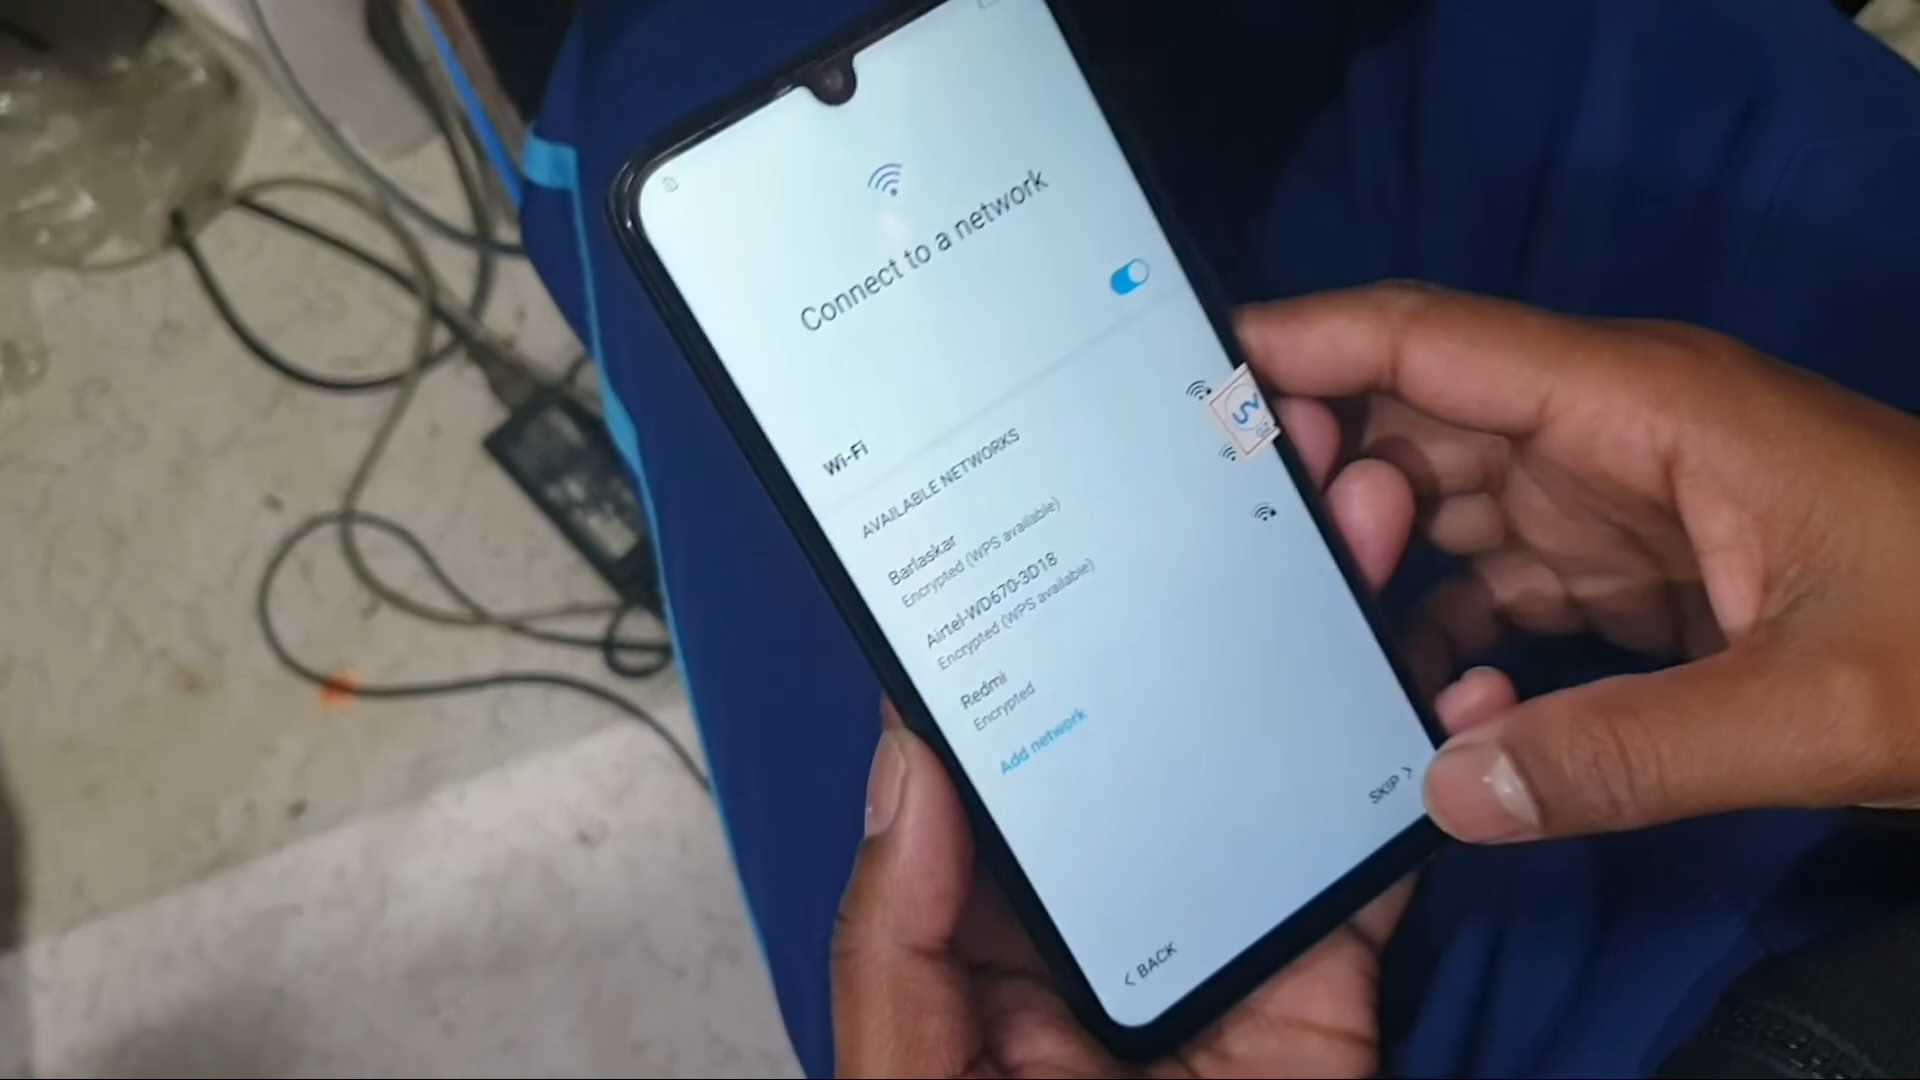 Connect to a network
Wi-Fi
AVAILABLE NETWORKS
Barlaskar
Encrypted (WPS available)
Airtel-WD670-3D18
Encrypted (WPS available)
Redmi
Encrypted
Add network
SKIP >
< BACK